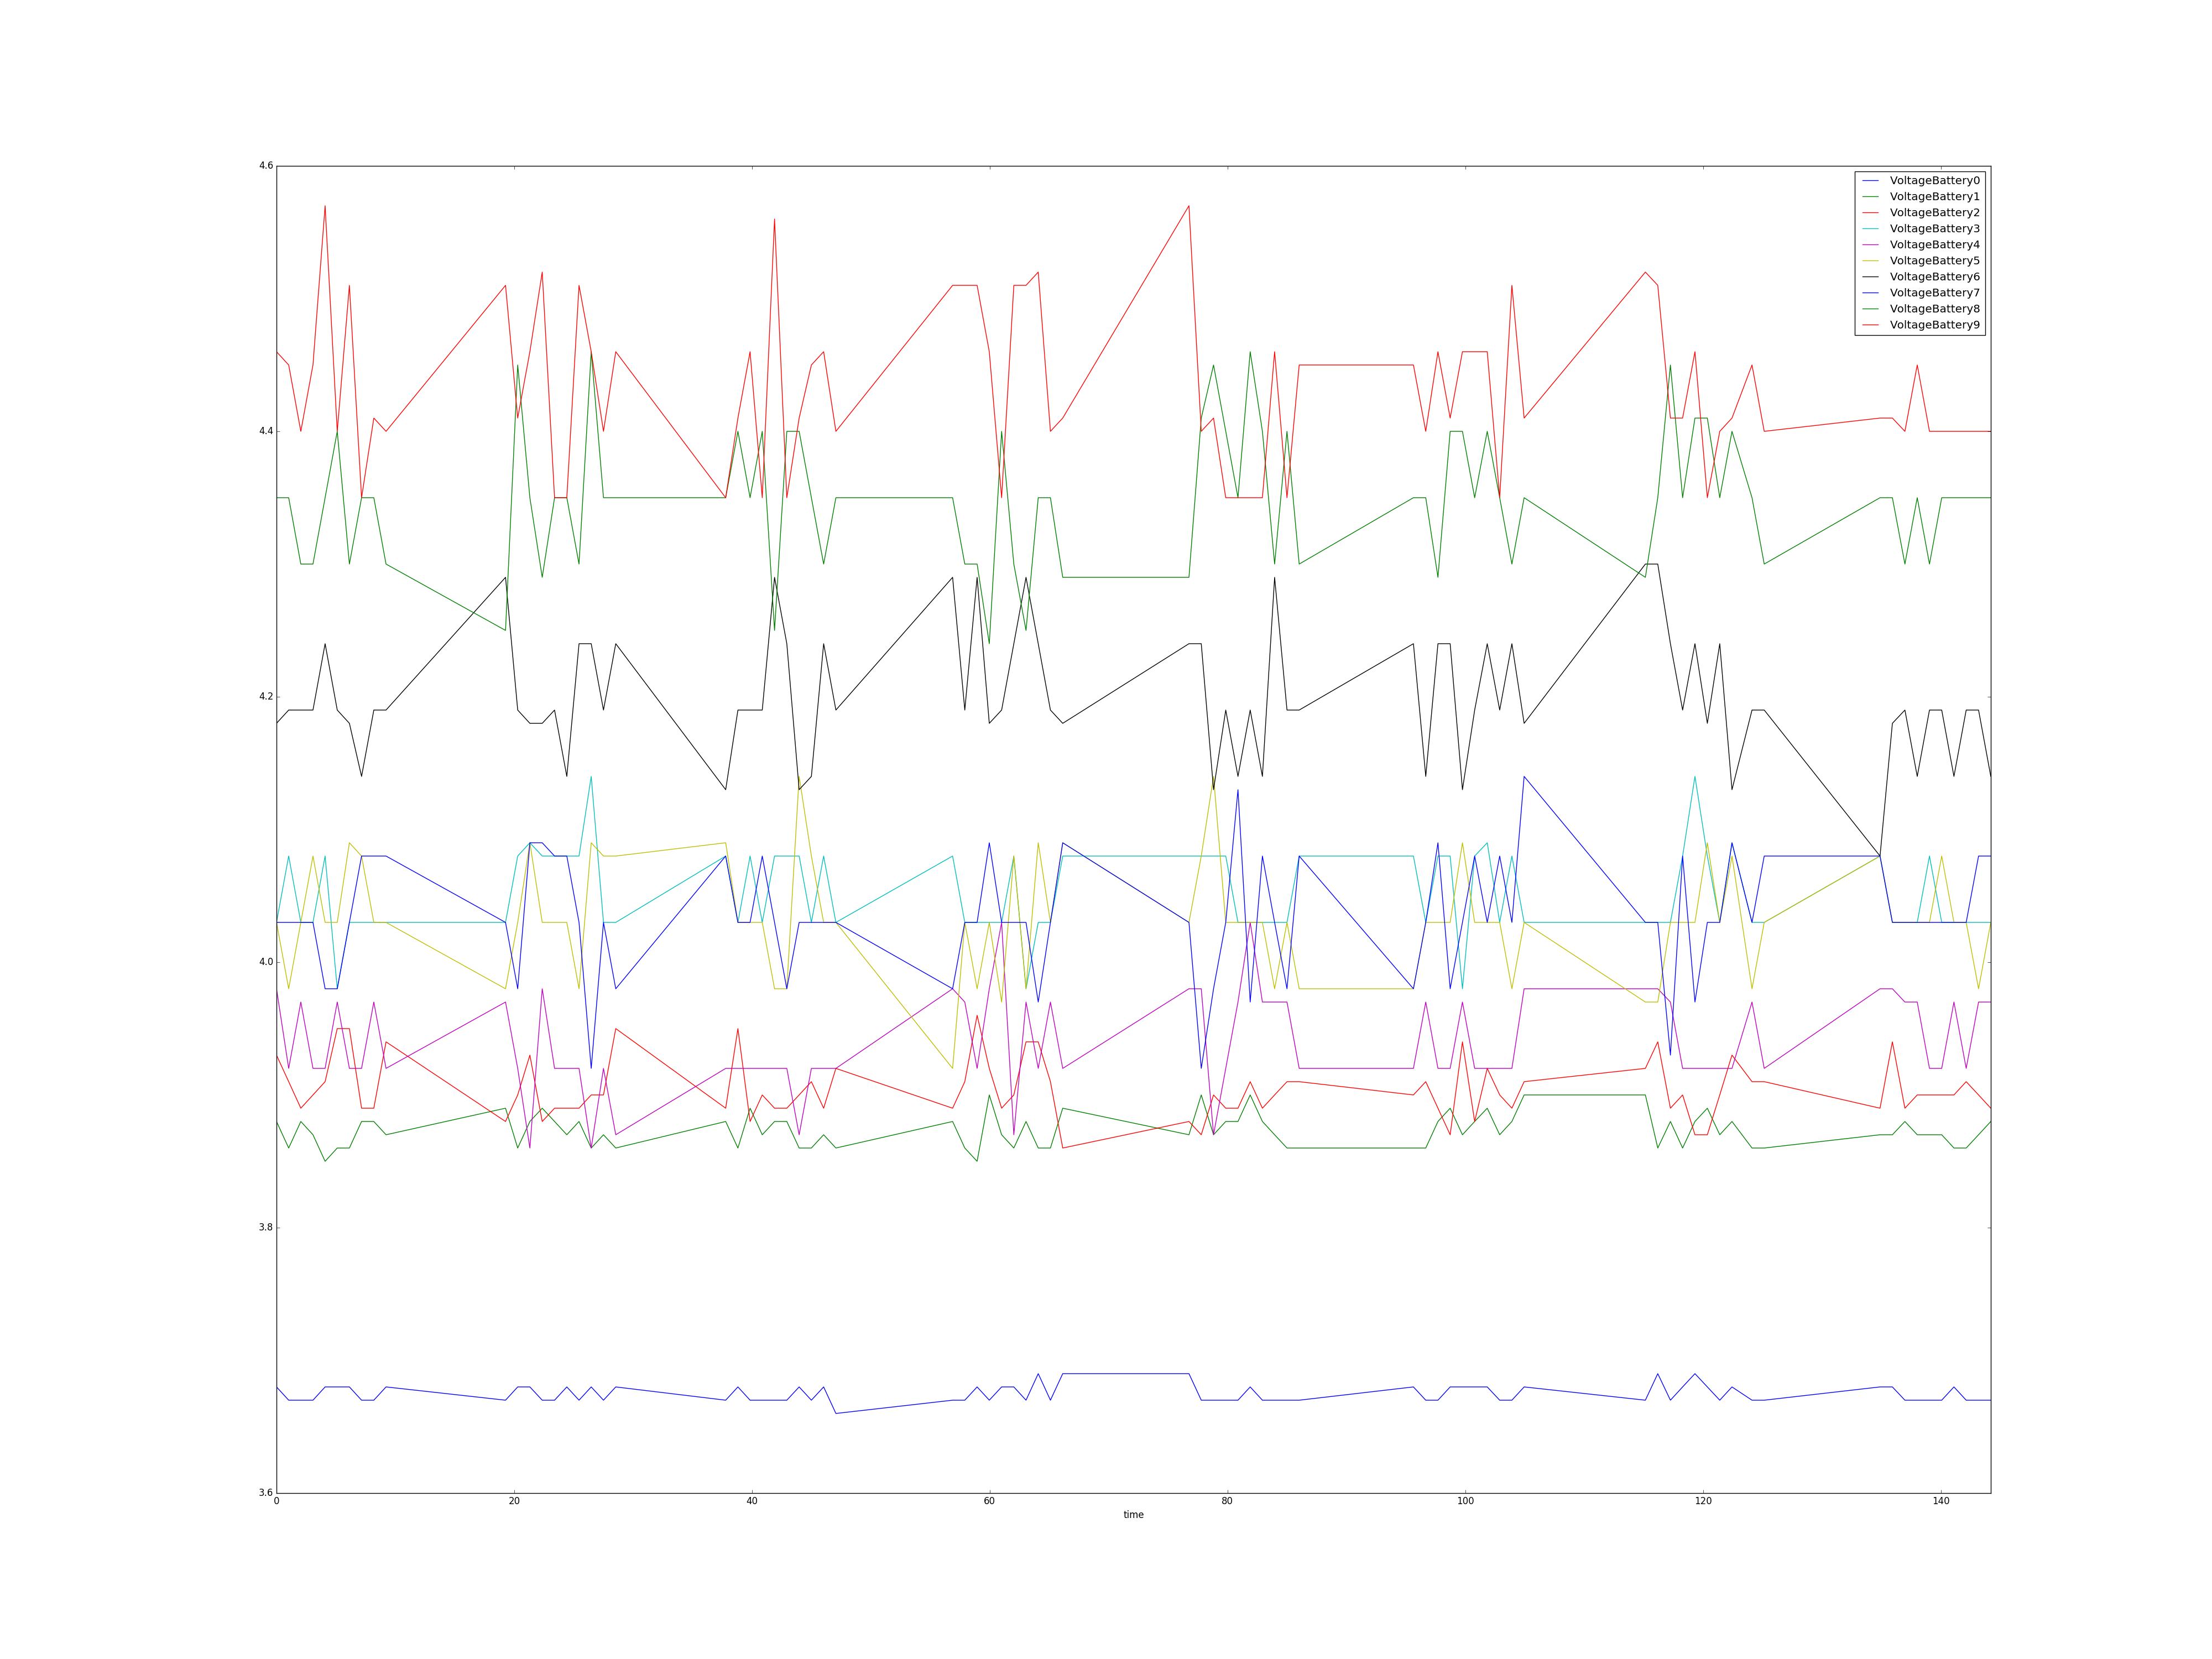 4.6
VoltageBattery0
VoltageBattery1
VoltageBattery2
VoltageBattery3
VoltageBattery4
VoltageBattery5
VoltageBattery6
VoltageBattery7
VoltageBattery8
VoltageBattery9
4.4
4.2
4.0
3.8
3.6
0 20 40 60 80 100 120 140
time